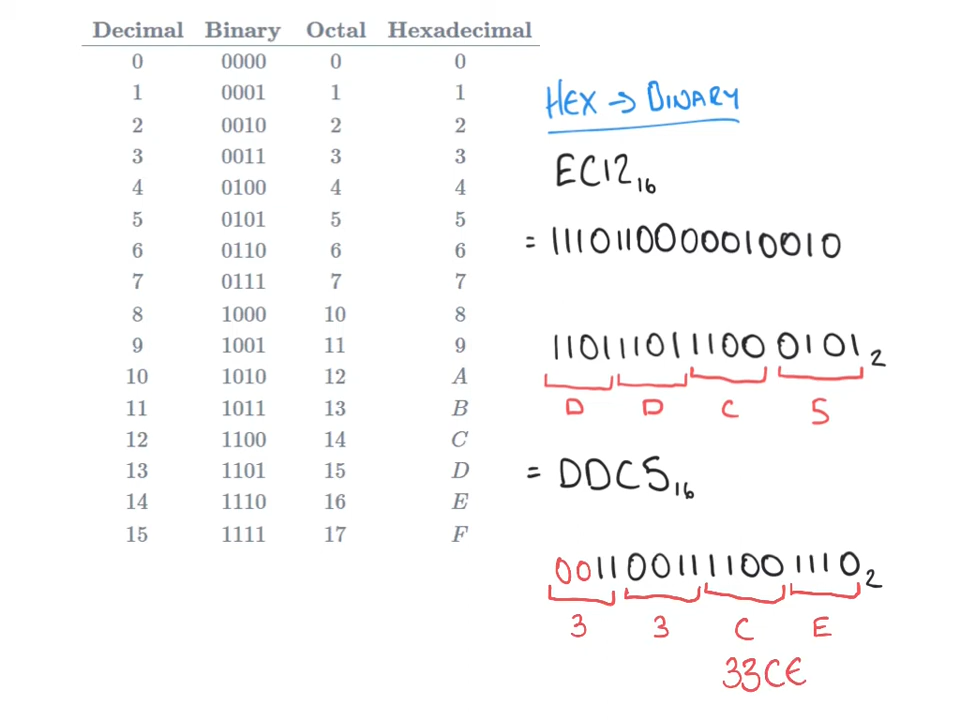 Decimal Binary Octal Hexadecimal
0 0000 0 0
1 0001 1 1
2 0010 2 2
3 0011 3 3
4 0100 4 4
5 0101 5 5
6 0110 6 6
7 0111 7 7
8 1000 10 8
9 1001 11 9
10 1010 12 A
11 1011 13 B
12 1100 14 C
13 1101 15 D
14 1110 16 E
15 1111 17 F
HEX → BINARY
EC12₁₆
= 1110110000010010
1101110111000101₂
D D C 5
= DDC5₁₆
0011001111001110₂
3 3 C E
33CE